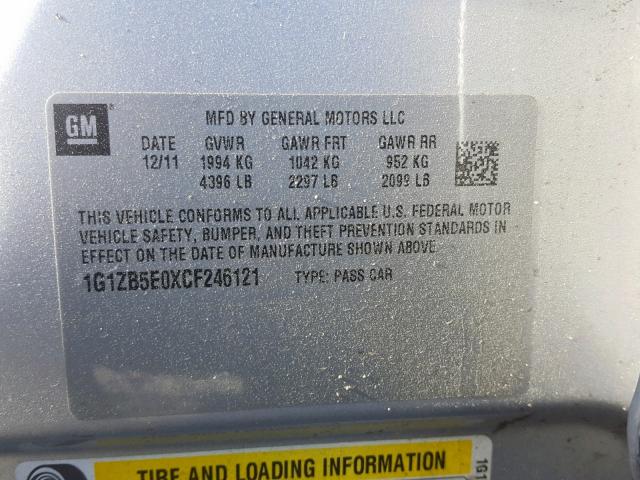 GM ®
MFD BY GENERAL MOTORS LLC
DATE GVWR GAWR FRT GAWR RR
12/11 1994 KG 1042 KG 952 KG
4396 LB 2297 LB 2099 LB
THIS VEHICLE CONFORMS TO ALL APPLICABLE U.S. FEDERAL MOTOR
VEHICLE SAFETY, BUMPER, AND THEFT PREVENTION STANDARDS IN
EFFECT ON THE DATE OF MANUFACTURE SHOWN ABOVE.
1G1ZB5E0XCF246121 TYPE: PASS CAR
TIRE AND LOADING INFORMATION
1G1